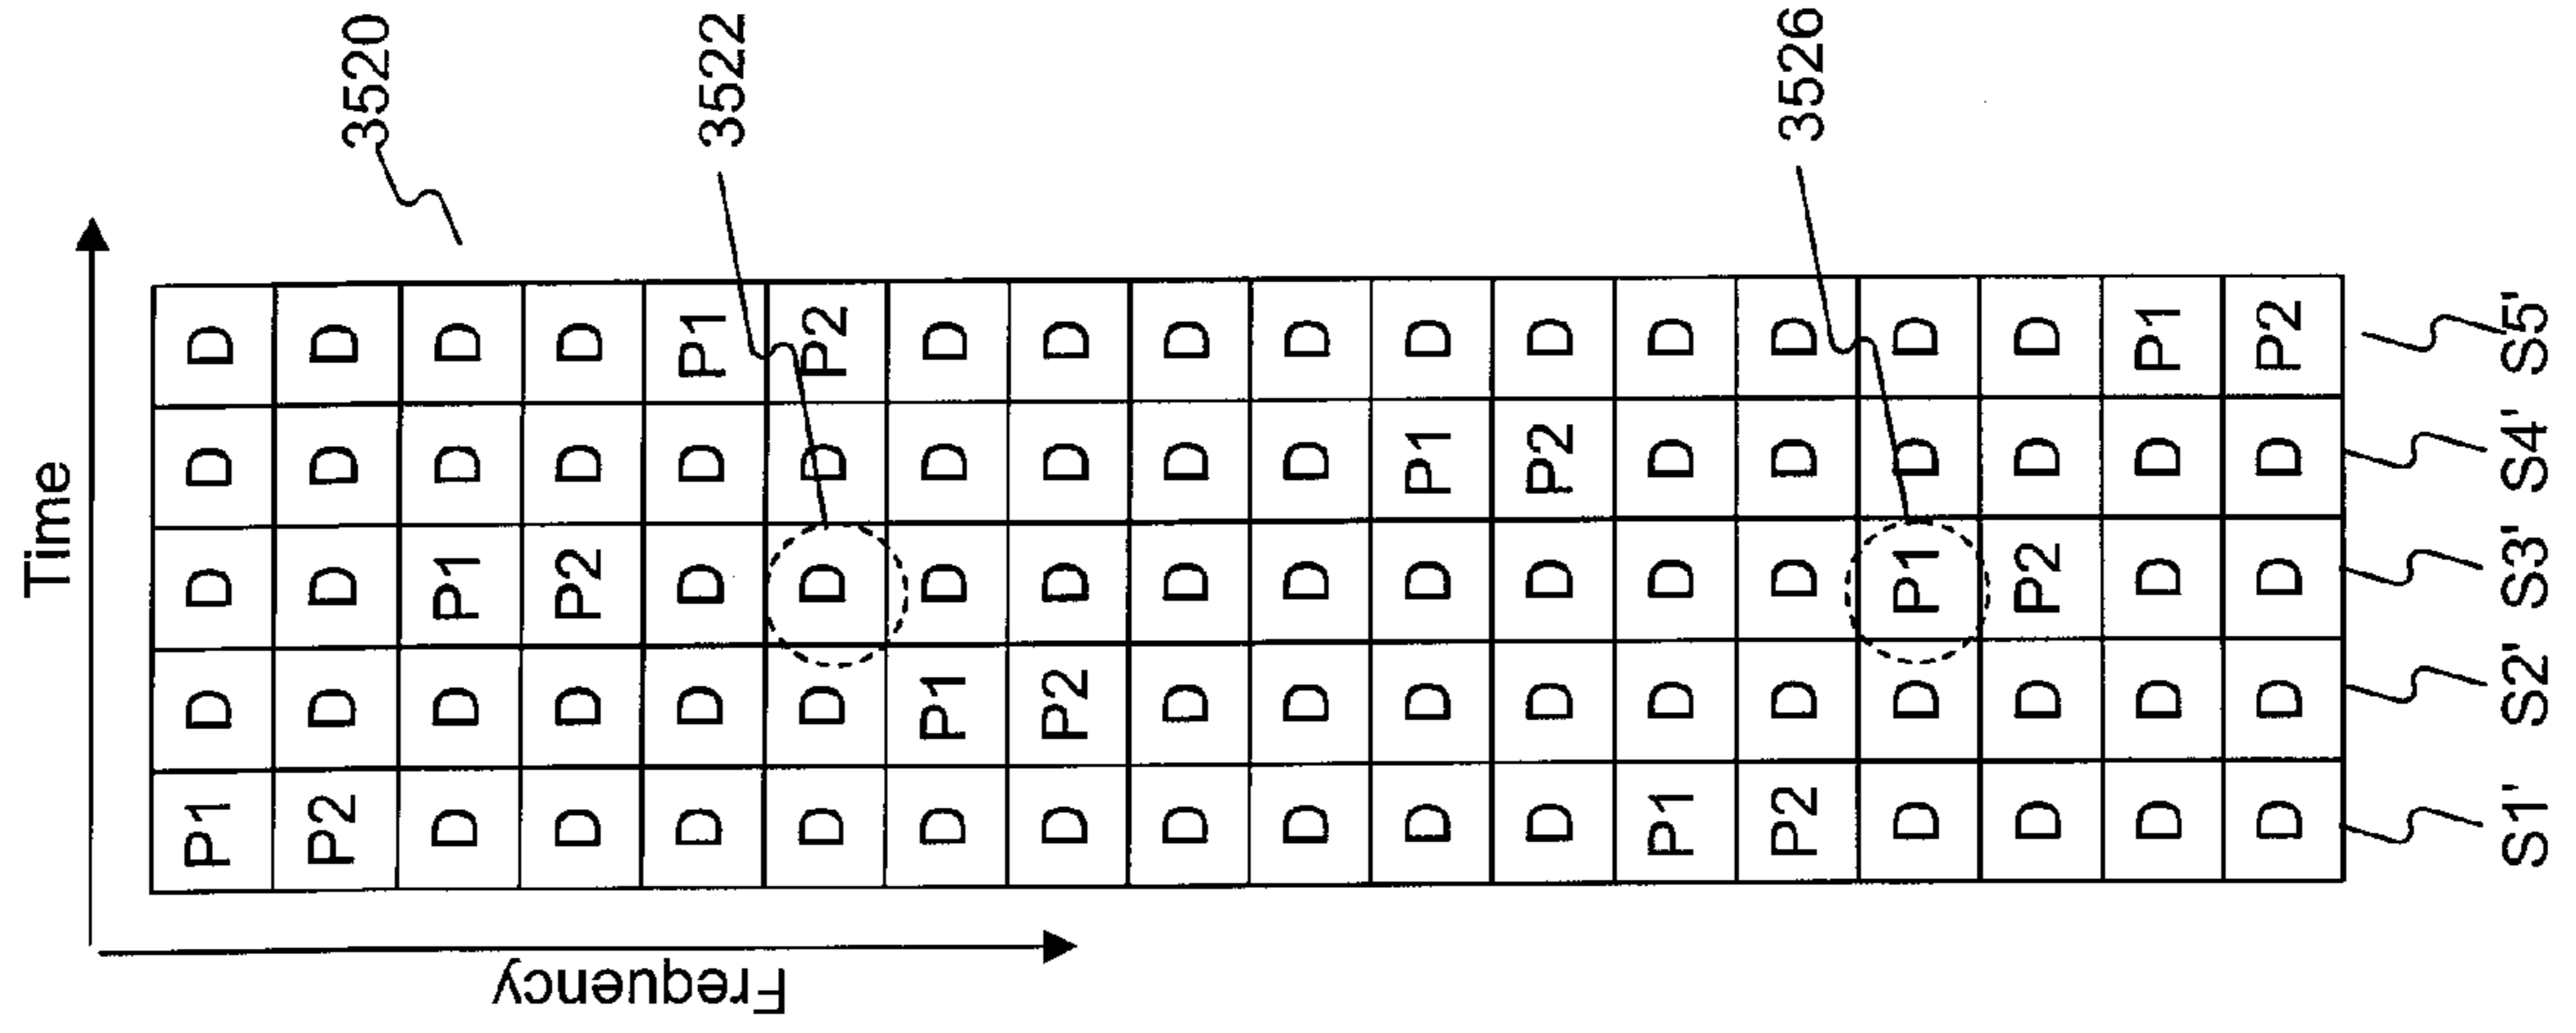 Time
3520
Frequency
P1 D D D D
P2 D D D D
D D P1 D D
D D P2 D D
D D D D P1
3522
D D D D P2
D P1 D D D
D P2 D D D
D D D D D
D D D D D
D D D P1 D
D D D P2 D
P1 D D D D
P2 D D D D
3526
D D P1 D D
D D P2 D D
D D D D P1
D D D D P2
S1' S2' S3' S4' S5'